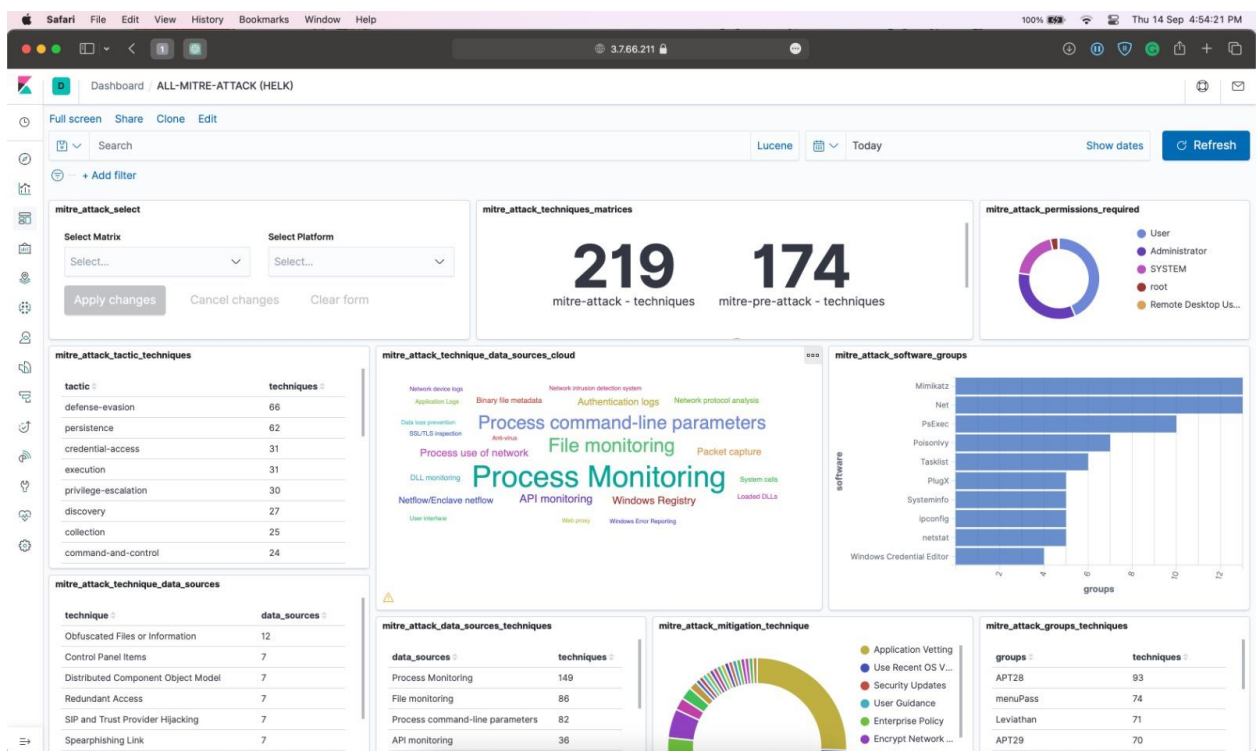 Safari File Edit View History Bookmarks Window Help
100% Thu 14 Sep 4:54:21 PM
1 3.7.66.211
D Dashboard / ALL-MITRE-ATTACK (HELK)
Full screen Share Clone Edit
Search Lucene Today Show dates Refresh
+ Add filter
mitre_attack_select
Select Matrix Select Platform
Select... Select...
Apply changes Cancel changes Clear form
mitre_attack_techniques_matrices
219 174
mitre-attack - techniques mitre-pre-attack - techniques
mitre_attack_permissions_required
User
Administrator
SYSTEM
root
Remote Desktop Us...
mitre_attack_tactic_techniques
tactic techniques
defense-evasion 66
persistence 62
credential-access 31
execution 31
privilege-escalation 30
discovery 27
collection 25
command-and-control 24
mitre_attack_technique_data_sources_cloud
Network device logs Network intrusion detection system
Application Logs Binary file metadata Authentication logs Network protocol analysis
Data loss prevention Process command-line parameters
SSL/TLS inspection Anti-virus File monitoring
Process use of network Packet capture
DLL monitoring Process Monitoring System calls
Netflow/Enclave netflow API monitoring Windows Registry Loaded DLLs
User interface Web proxy Windows Error Reporting
mitre_attack_software_groups
software
Mimikatz
Net
PsExec
PoisonIvy
Tasklist
PlugX
Systeminfo
ipconfig
netstat
Windows Credential Editor
2 4 6 8 10 12
groups
mitre_attack_technique_data_sources
technique data_sources
Obfuscated Files or Information 12
Control Panel Items 7
Distributed Component Object Model 7
Redundant Access 7
SIP and Trust Provider Hijacking 7
Spearphishing Link 7
mitre_attack_data_sources_techniques
data_sources techniques
Process Monitoring 149
File monitoring 86
Process command-line parameters 82
API monitoring 36
mitre_attack_mitigation_technique
Application Vetting
Use Recent OS V...
Security Updates
User Guidance
Enterprise Policy
Encrypt Network ...
mitre_attack_groups_techniques
groups techniques
APT28 93
menuPass 74
Leviathan 71
APT29 70